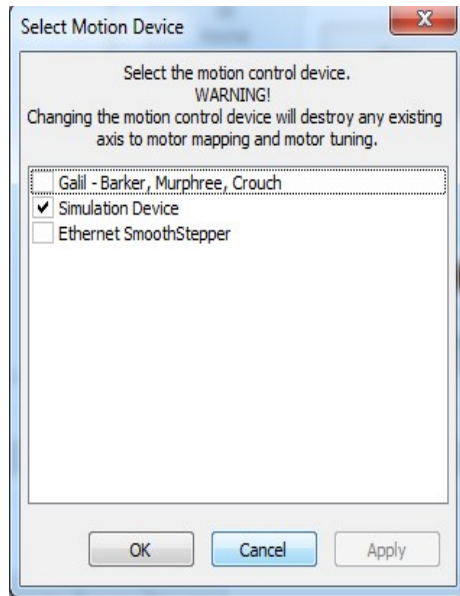 Select Motion Device
Select the motion control device.
WARNING!
Changing the motion control device will destroy any existing
axis to motor mapping and motor tuning.
Galil - Barker, Murphree, Crouch
Simulation Device
Ethernet SmoothStepper
OK
Cancel
Apply